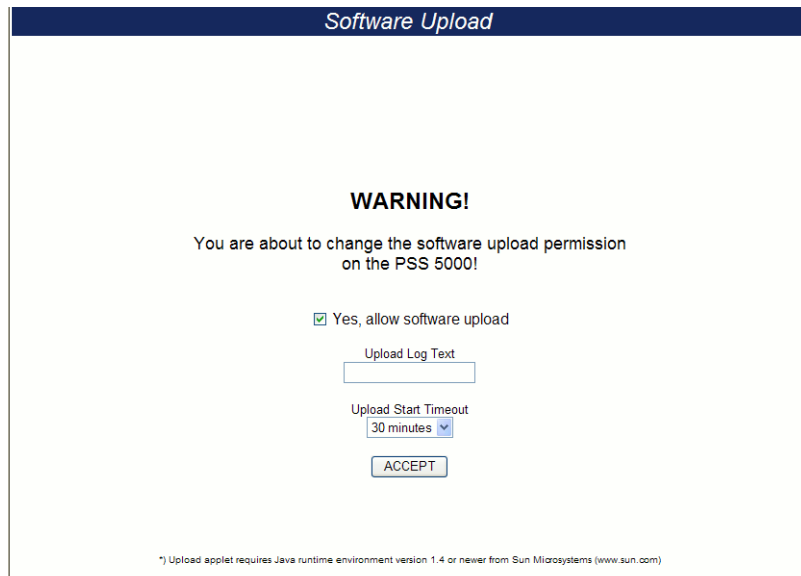 Software Upload
WARNING!
You are about to change the software upload permission
on the PSS 5000!
Yes, allow software upload
Upload Log Text
Upload Start Timeout
30 minutes
ACCEPT
*) Upload applet requires Java runtime environment version 1.4 or newer from Sun Microsystems (www.sun.com)